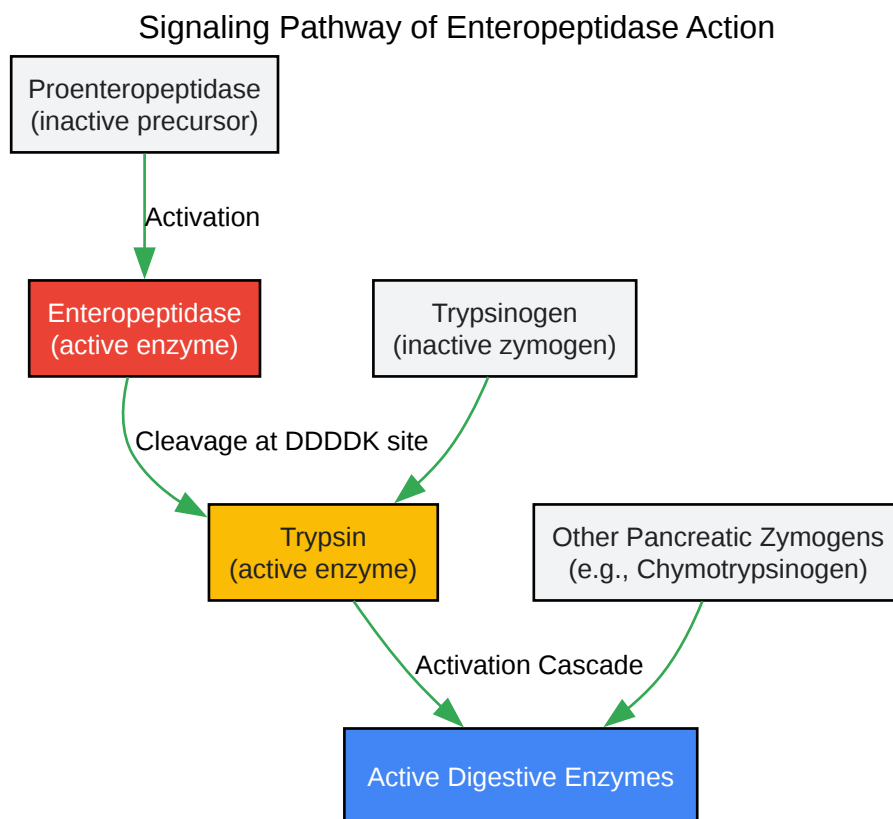 Signaling Pathway of Enteropeptidase Action
Proenteropeptidase
(inactive precursor)
Activation
Enteropeptidase
(active enzyme)
Trypsinogen
(inactive zymogen)
Cleavage at DDDDK site
Trypsin
(active enzyme)
Other Pancreatic Zymogens
(e.g., Chymotrypsinogen)
Activation Cascade
Active Digestive Enzymes